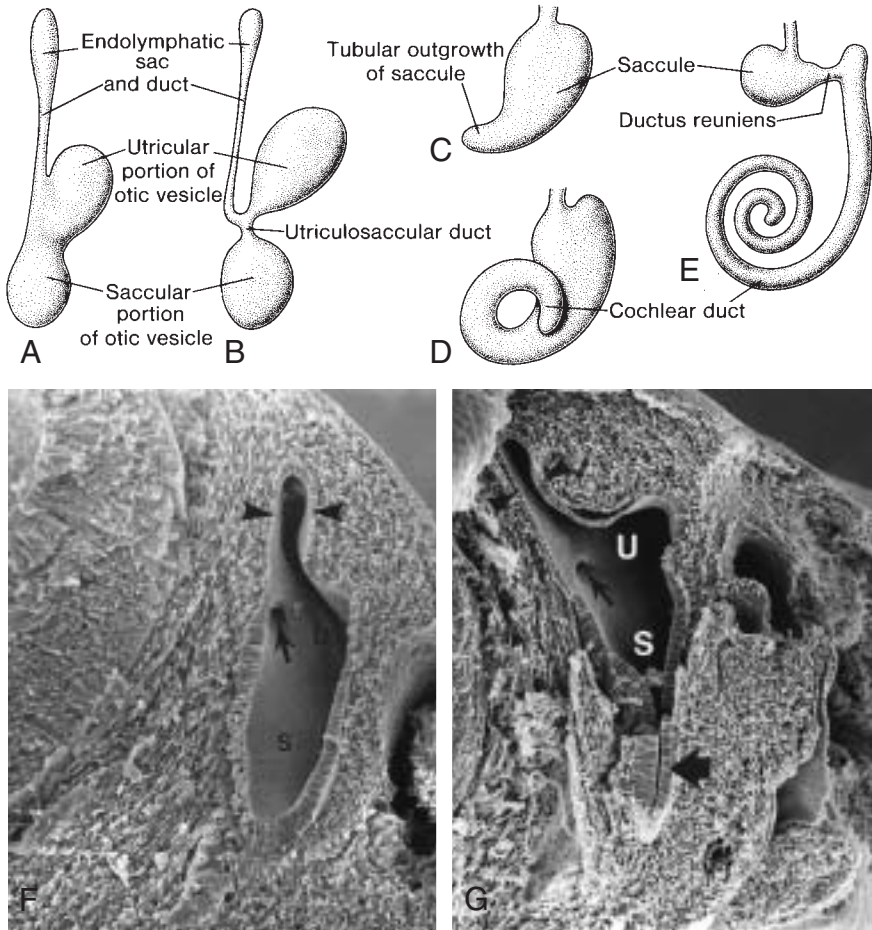 Endolymphatic
sac
and duct
Utricular
portion of
otic vesicle
Utriculosaccular duct
Saccular
portion
of otic vesicle
A
B
Tubular outgrowth
of saccule
Saccule
C
Ductus reuniens
D
Cochlear duct
E
S
F
U
S
G